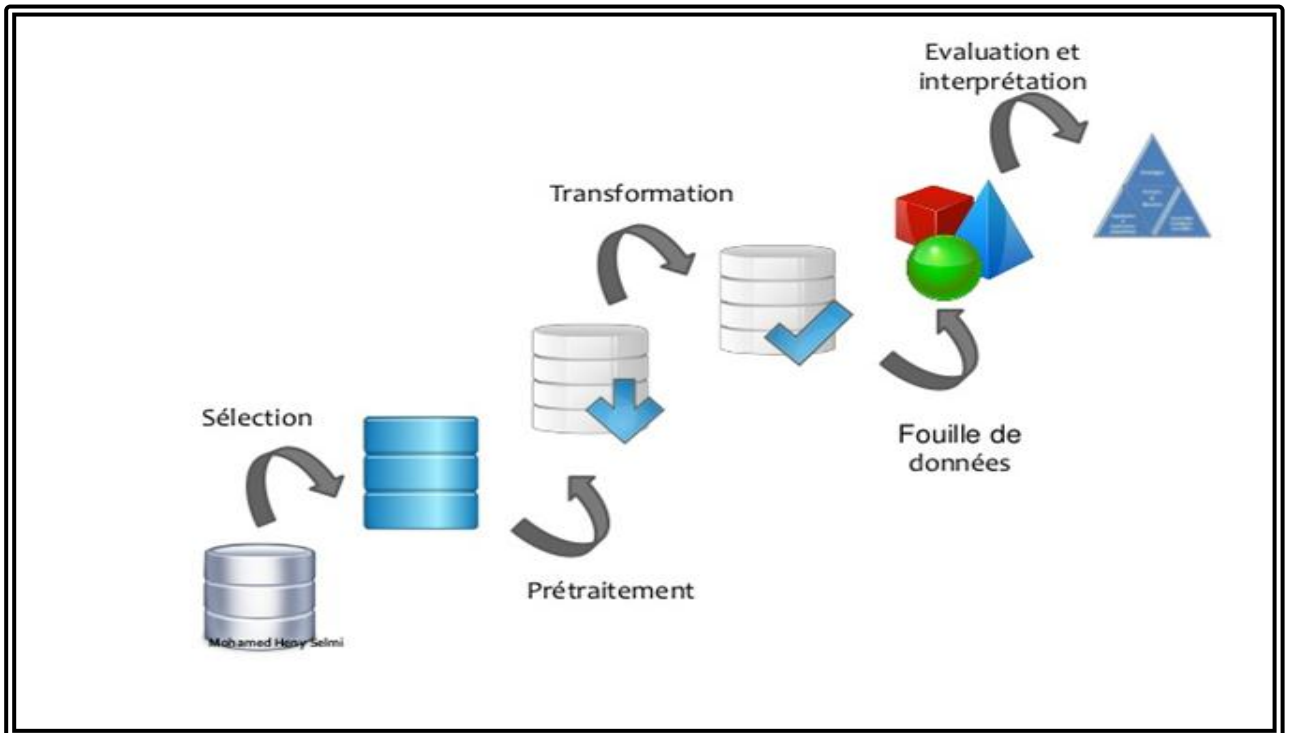 Evaluation et
interprétation
Transformation
Sélection
Fouille de
données
Prétraitement
Mohamed Heny Selmi